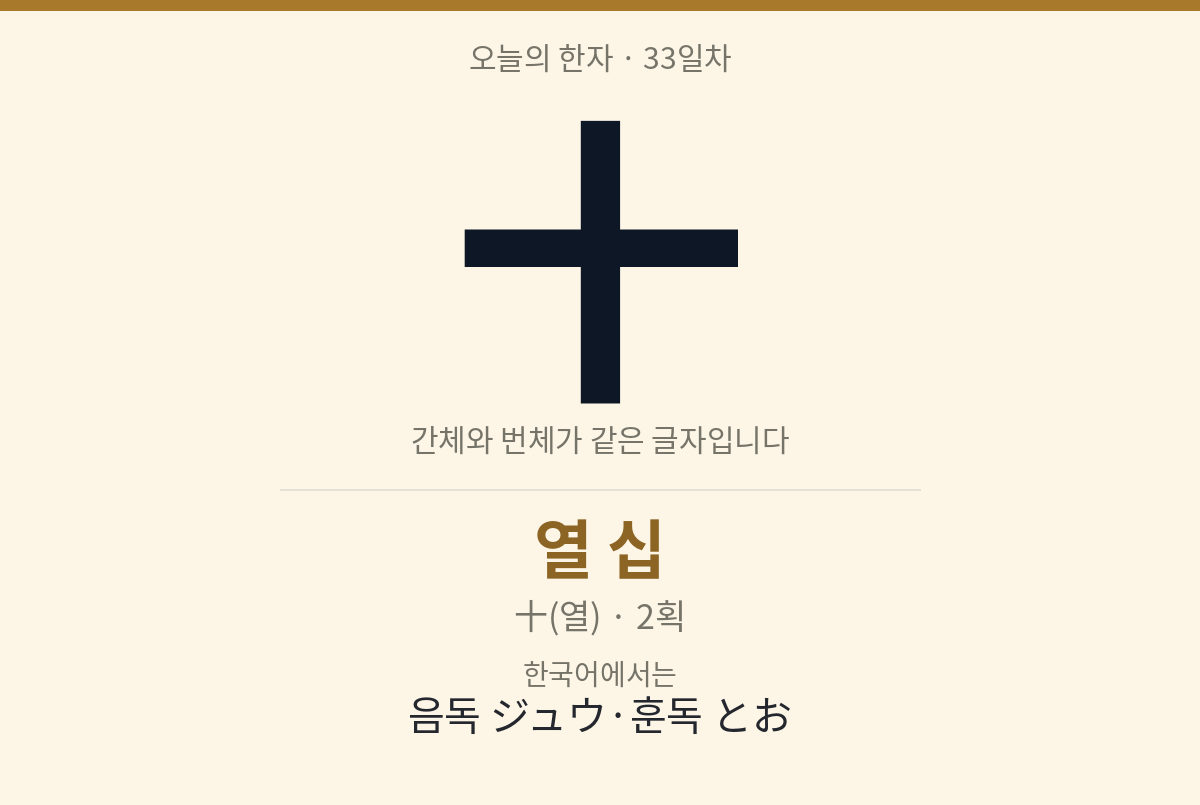 오늘의 한자 · 33일차
十
간체와 번체가 같은 글자입니다
열 십
十(열) · 2획
한국어에서는
음독 ジュウ · 훈독 とお